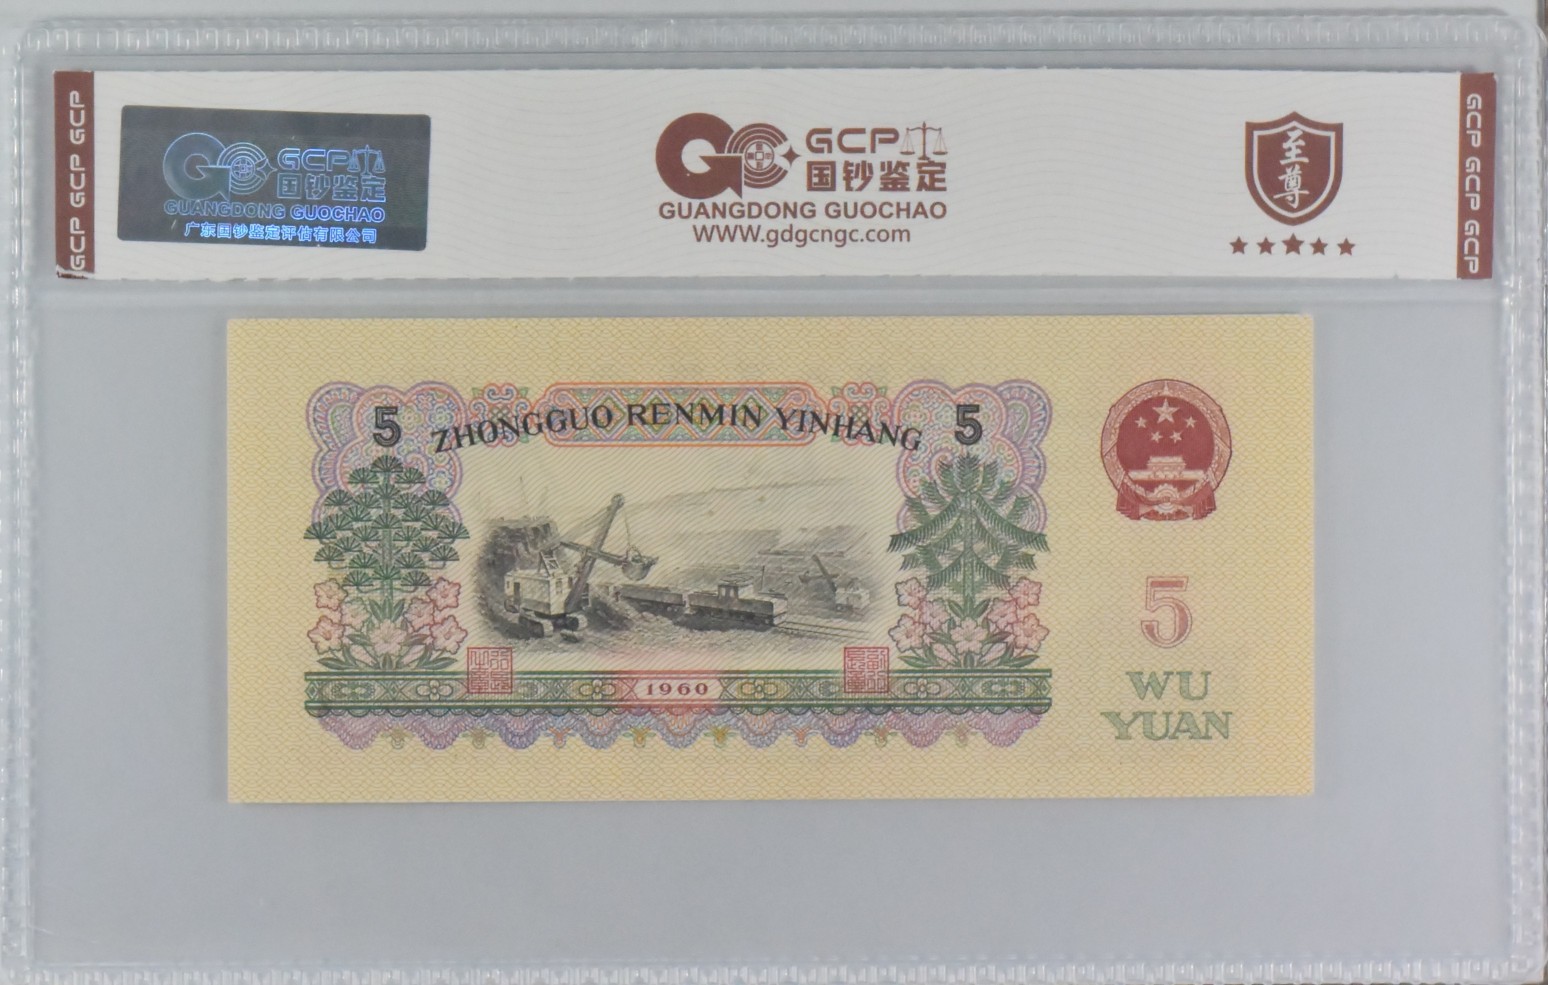 GCP GCP GCP
GCP
国钞鉴定
GUANGDONG GUOCHAO
广东国钞鉴定评估有限公司
GCP
国钞鉴定
GUANGDONG GUOCHAO
WWW.gdgcngc.com
至尊
GCP GCP GCP
5 ZHONGGUO RENMIN YINHANG 5
1960
5
WU
YUAN